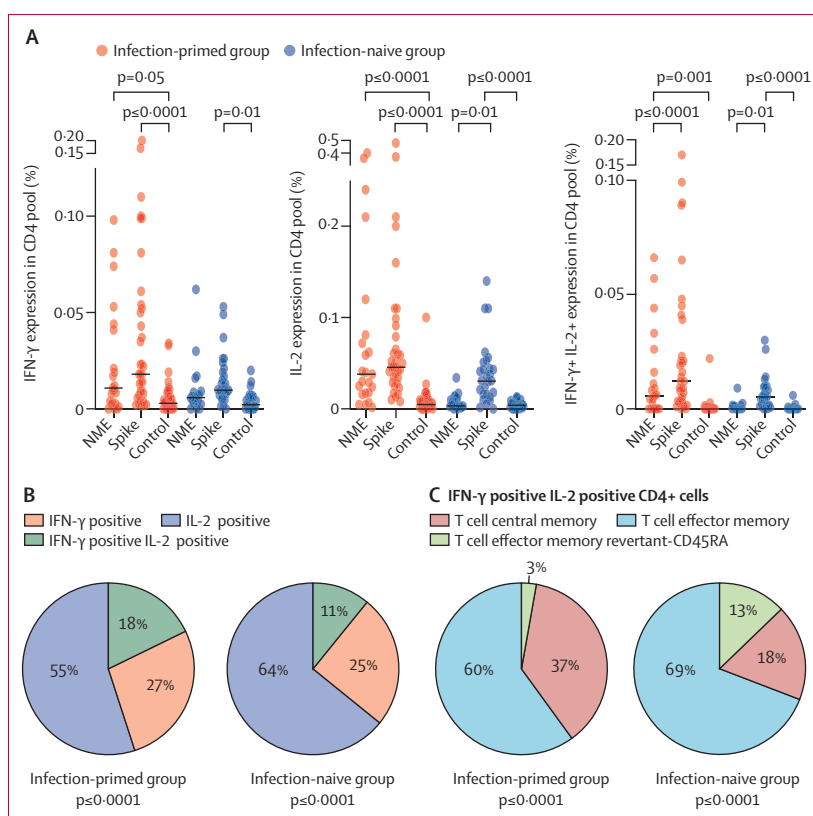 A
Infection-primed group Infection-naive group
p=0·05
p≤0·0001 p=0·01
IFN-γ expression in CD4 pool (%)
0·20
0·15
0·10
0·05
0
NME Spike Control NME Spike Control
p≤0·0001 p≤0·0001
p≤0·0001 p=0·01
IL-2 expression in CD4 pool (%)
0·5
0·4
0·2
0·1
0
NME Spike Control NME Spike Control
p=0·001 p≤0·0001
p≤0·0001 p=0·01
IFN-γ+ IL-2+ expression in CD4 pool (%)
0·20
0·15
0·10
0·05
0
NME Spike Control NME Spike Control
B
IFN-γ positive IL-2 positive
IFN-γ positive IL-2 positive
18%
55%
27%
Infection-primed group
p≤0·0001
11%
64%
25%
Infection-naive group
p≤0·0001
C IFN-γ positive IL-2 positive CD4+ cells
T cell central memory T cell effector memory
T cell effector memory revertant-CD45RA
3%
60%
37%
Infection-primed group
p≤0·0001
13%
69%
18%
Infection-naive group
p≤0·0001